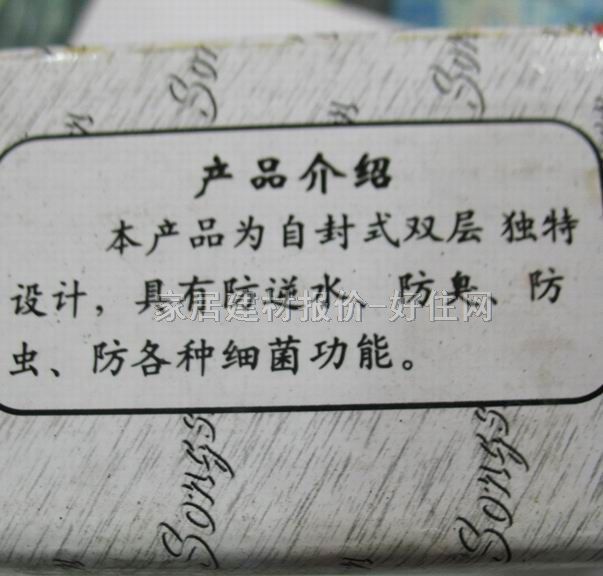 产品介绍
本产品为自封式双层 独特
设计，具有防逆水、防臭、防
虫、防各种细菌功能。
家居建材报价-好住网